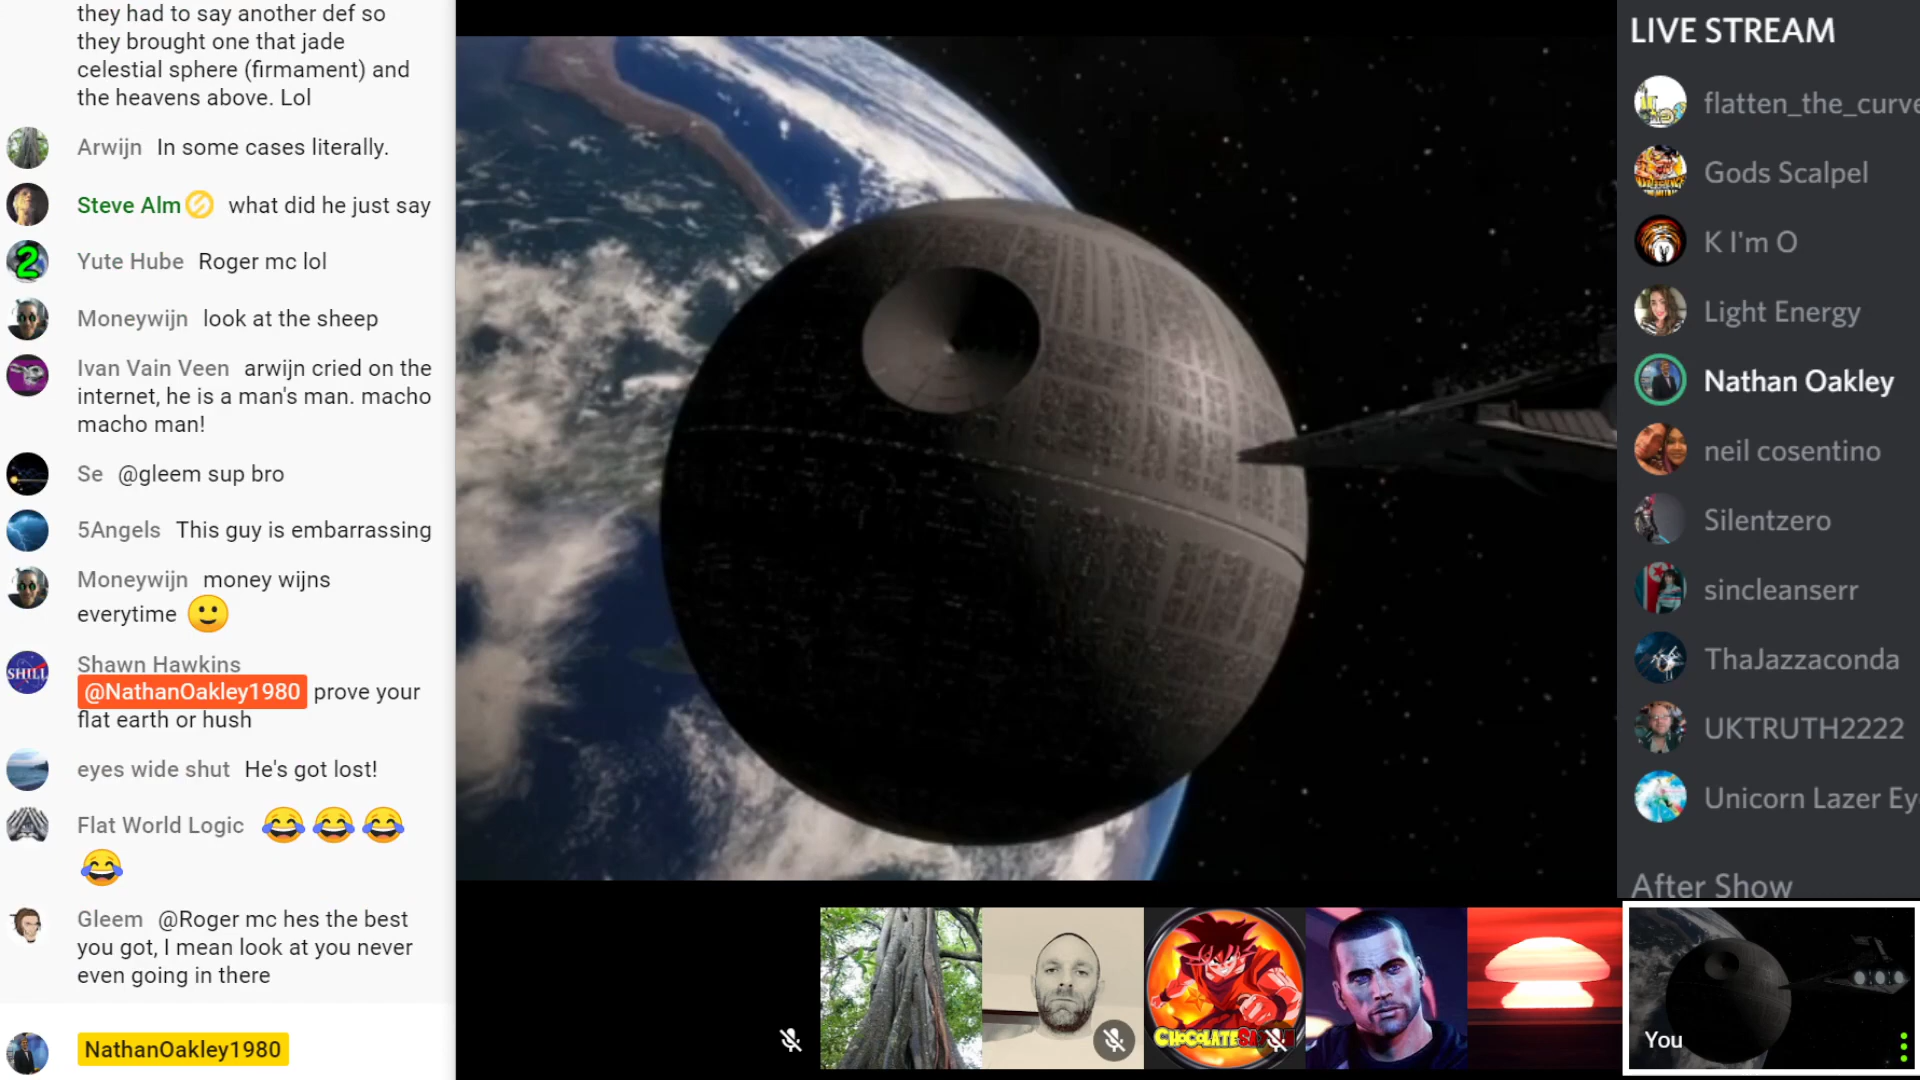 they had to say another def so
they brought one that jade
celestial sphere (firmament) and
the heavens above. Lol
Arwijn In some cases literally.
Steve Alm what did he just say
2
Yute Hube Roger mc lol
Moneywijn look at the sheep
Ivan Vain Veen arwijn cried on the
internet, he is a man's man. macho
macho man!
Se @gleem sup bro
5Angels This guy is embarrassing
Moneywijn money wijns
everytime
SHILL
Shawn Hawkins
@NathanOakley1980 prove your
flat earth or hush
eyes wide shut He's got lost!
Flat World Logic
Gleem @Roger mc hes the best
you got, I mean look at you never
even going in there
NathanOakley1980
LIVE STREAM
flatten_the_curve
Gods Scalpel
K I'm O
Light Energy
Nathan Oakley
neil cosentino
Silentzero
sincleanserr
ThaJazzaconda
UKTRUTH2222
Unicorn Lazer Ey
After Show
You